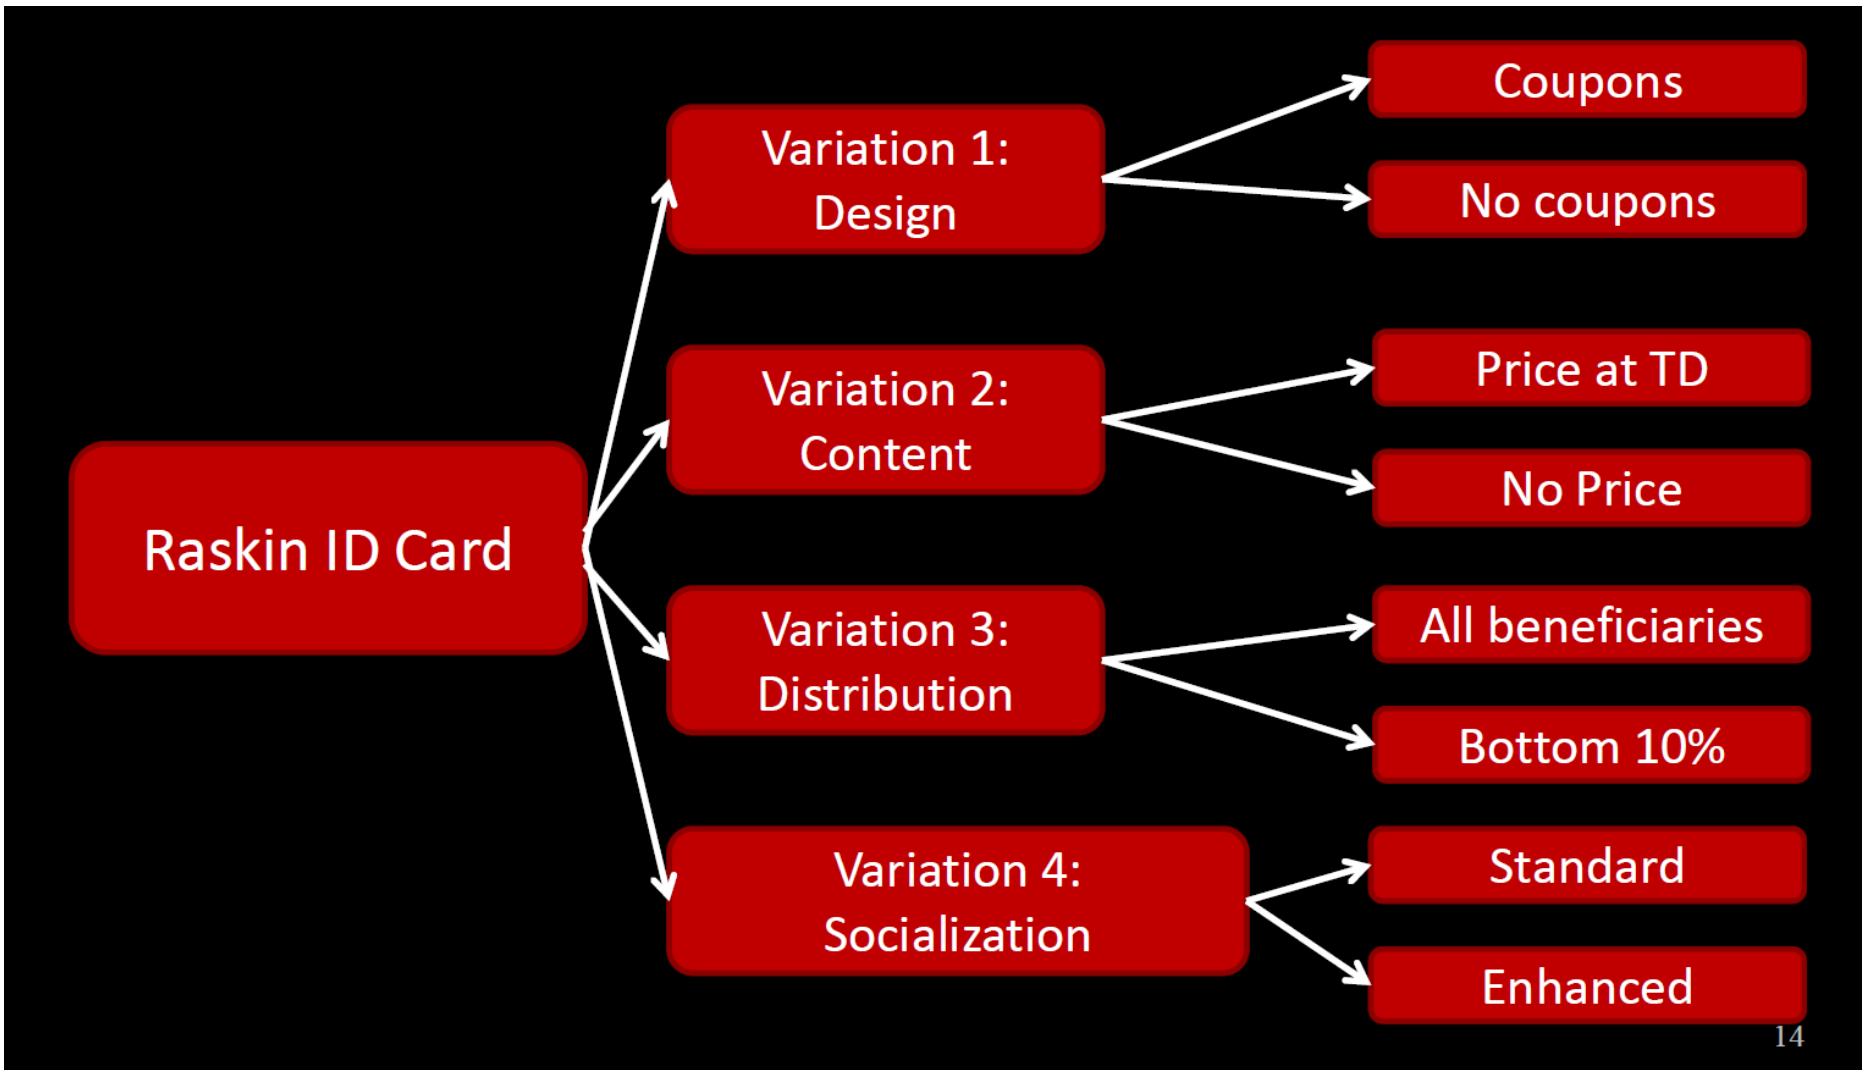 Raskin ID Card
Variation 1:
Design
Coupons
No coupons
Variation 2:
Content
Price at TD
No Price
Variation 3:
Distribution
All beneficiaries
Bottom 10%
Variation 4:
Socialization
Standard
Enhanced
14